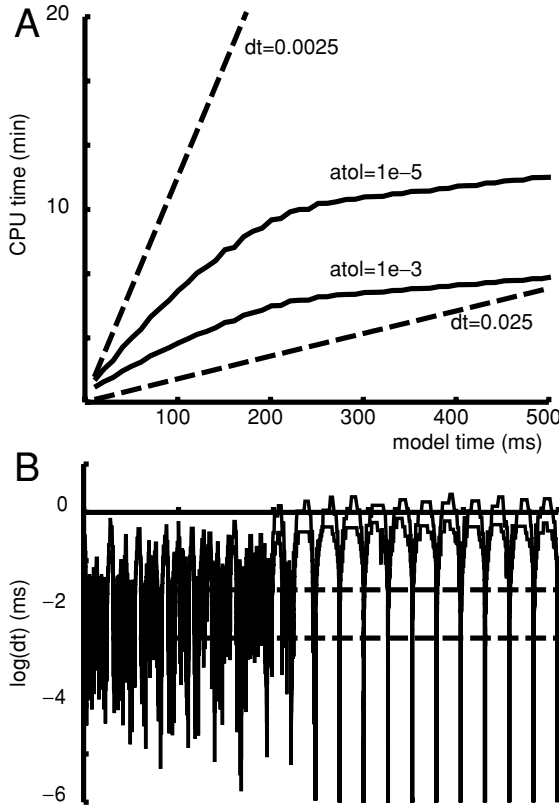 A
20
dt=0.0025
CPU time (min)
atol=1e−5
10
atol=1e−3
dt=0.025
100
200
300
400
500
model time (ms)
B
0
−2
log(dt) (ms)
−4
−6